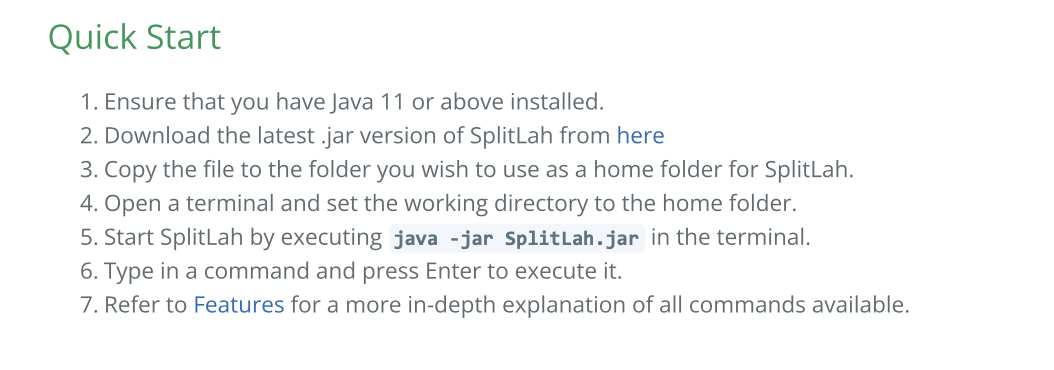 Quick Start
1. Ensure that you have Java 11 or above installed.
2. Download the latest .jar version of SplitLah from here
3. Copy the file to the folder you wish to use as a home folder for SplitLah.
4. Open a terminal and set the working directory to the home folder.
5. Start SplitLah by executing java -jar SplitLah.jar in the terminal.
6. Type in a command and press Enter to execute it.
7. Refer to Features for a more in-depth explanation of all commands available.